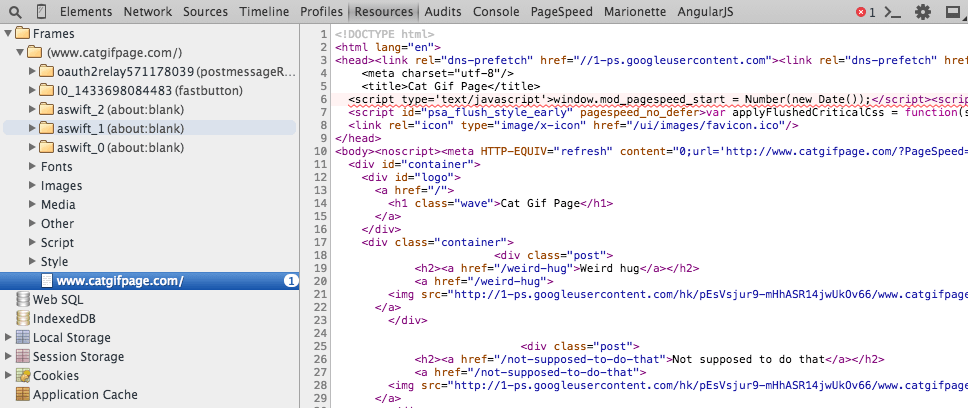 Elements Network Sources Timeline Profiles Resources Audits Console PageSpeed Marionette AngularJS 1
Frames
(www.catgifpage.com/)
oauth2relay571178039 (postmessageR...
I0_1433698084483 (fastbutton)
aswift_2 (about:blank)
aswift_1 (about:blank)
aswift_0 (about:blank)
Fonts
Images
Media
Other
Script
Style
www.catgifpage.com/ 1
Web SQL
IndexedDB
Local Storage
Session Storage
Cookies
Application Cache
1 <!DOCTYPE html>
2 <html lang="en">
3 <head><link rel="dns-prefetch" href="//1-ps.googleusercontent.com"><link rel="dns-prefetch" href
4 <meta charset="utf-8"/>
5 <title>Cat Gif Page</title>
6 <script type='text/javascript'>window.mod_pagespeed_start = Number(new Date());</script><scrip
7 <script id="psa_flush_style_early" pagespeed_no_defer>var applyFlushedCriticalCss = function(s
8 <link rel="icon" type="image/x-icon" href="/ui/images/favicon.ico"/>
9 </head>
10 <body><noscript><meta HTTP-EQUIV="refresh" content="0;url='http://www.catgifpage.com/?PageSpeed=
11 <div id="container">
12 <div id="logo">
13 <a href="/">
14 <h1 class="wave">Cat Gif Page</h1>
15 </a>
16 </div>
17 <div class="container">
18 <div class="post">
19 <h2><a href="/weird-hug">Weird hug</a></h2>
20 <a href="/weird-hug">
21 <img src="http://1-ps.googleusercontent.com/hk/pEsVsjur9-mHhASR14jwUkOv66/www.catgifpage
22 </a>
23 </div>
24
25 <div class="post">
26 <h2><a href="/not-supposed-to-do-that">Not supposed to do that</a></h2>
27 <a href="/not-supposed-to-do-that">
28 <img src="http://1-ps.googleusercontent.com/hk/pEsVsjur9-mHhASR14jwUkOv66/www.catgifpage
29 </a>